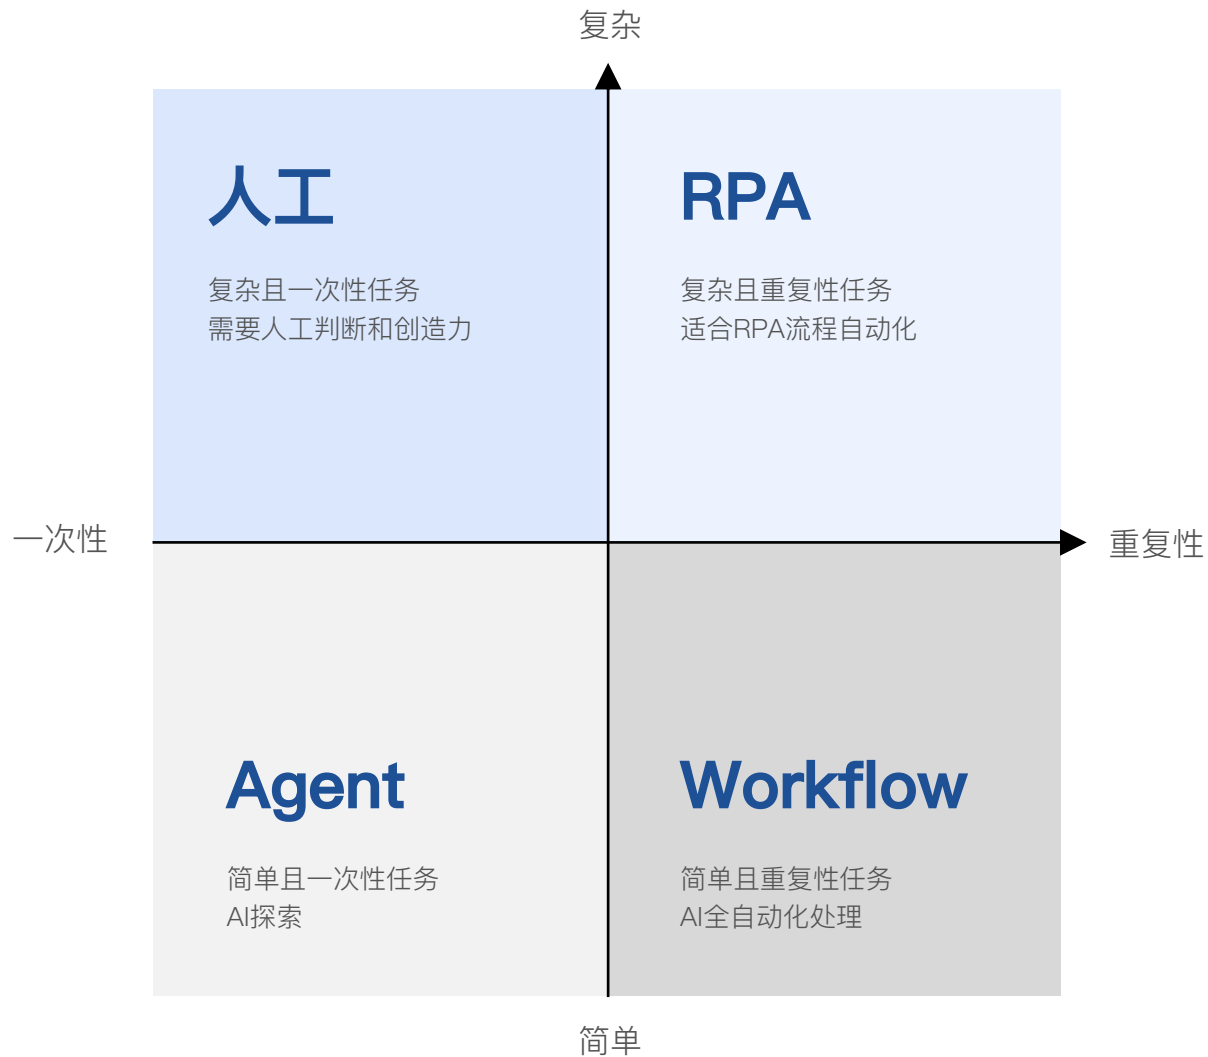 复杂
人工
复杂且一次性任务
需要人工判断和创造力
RPA
复杂且重复性任务
适合RPA流程自动化
一次性
重复性
Agent
简单且一次性任务
AI探索
Workflow
简单且重复性任务
AI全自动化处理
简单